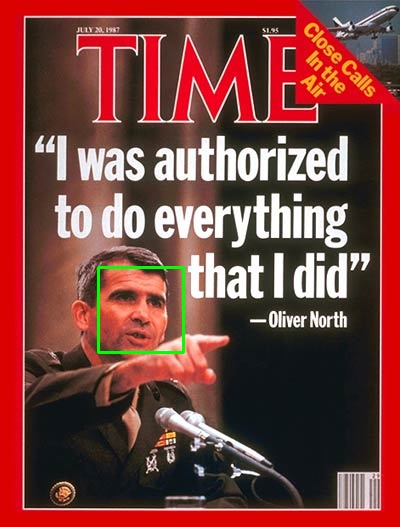 JULY 20, 1987
$1.95
TIME
Close Calls
In the
Air
“I was authorized
to do everything
that I did”
— Oliver North
29